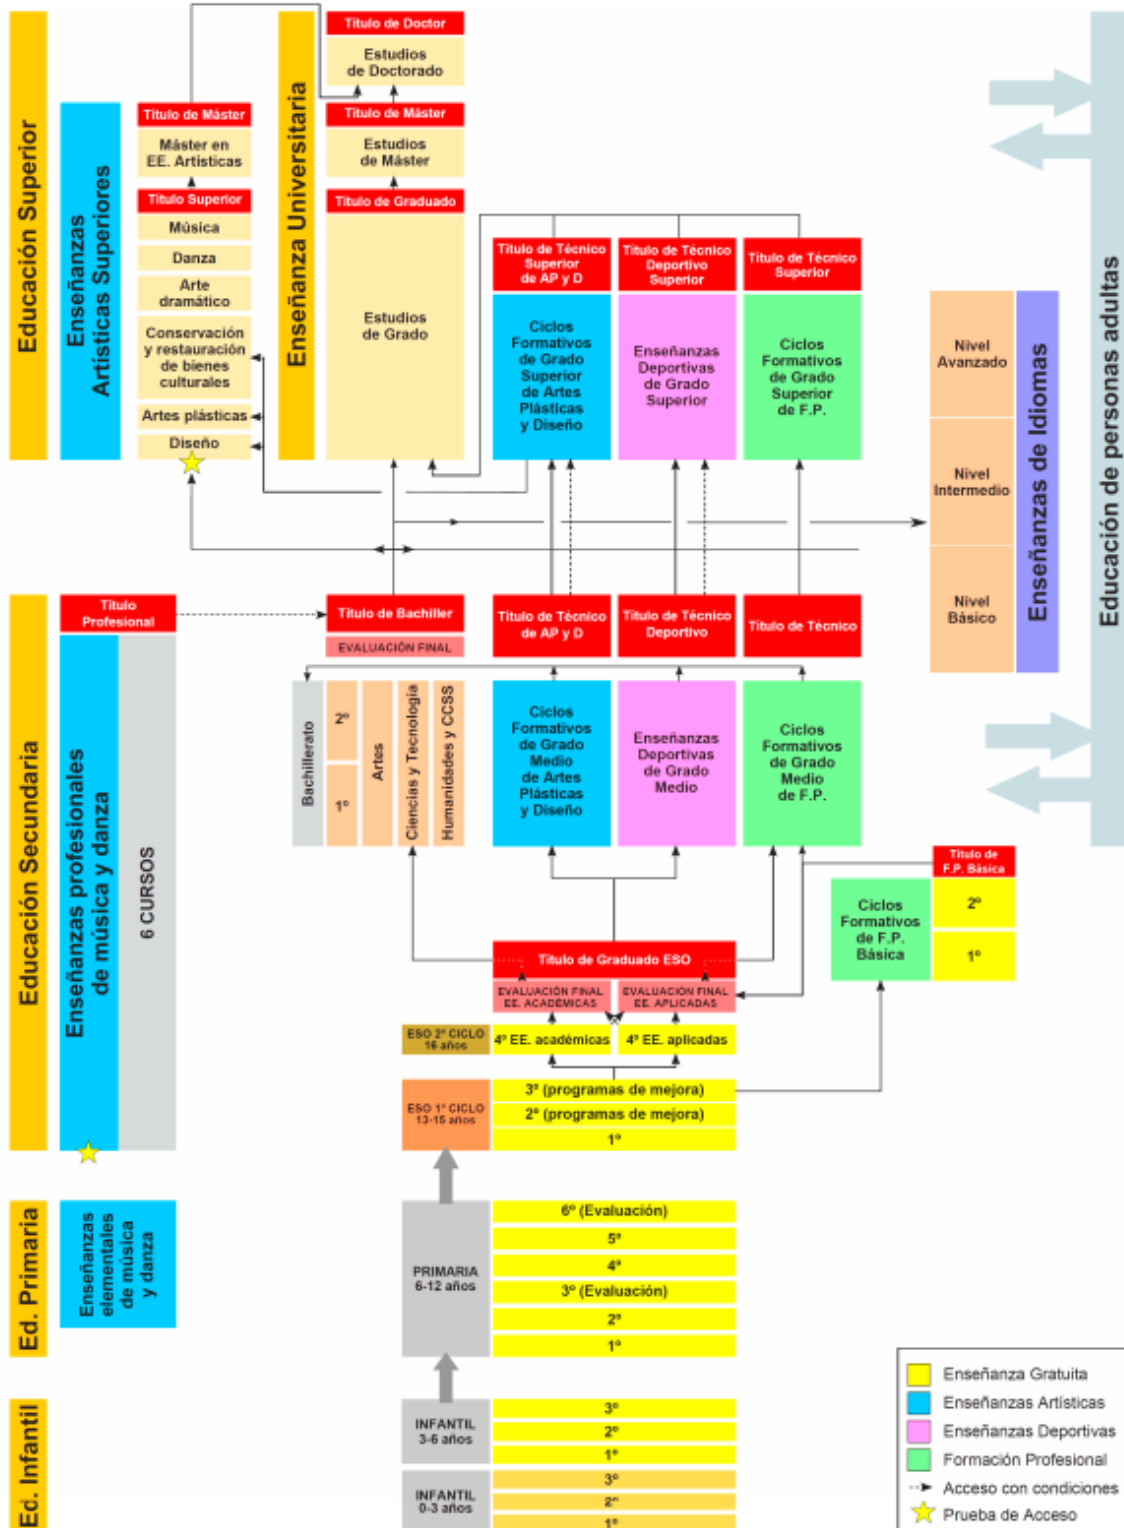 Educación Superior
Enseñanzas
Artísticas Superiores
Título de Máster
Máster en
EE. Artísticas
Título Superior
Música
Danza
Arte
dramático
Conservación
y restauración
de bienes
culturales
Artes plásticas
Diseño
Enseñanza Universitaria
Título de Doctor
Estudios
de Doctorado
Título de Máster
Estudios
de Máster
Título de Graduado
Estudios
de Grado
Título de Técnico
Superior
de AP y D
Ciclos
Formativos
de Grado
Superior
de Artes
Plásticas
y Diseño
Título de Técnico
Deportivo
Superior
Enseñanzas
Deportivas
de Grado
Superior
Título de Técnico
Superior
Ciclos
Formativos
de Grado
Superior
de F.P.
Nivel
Avanzado
Nivel
Intermedio
Nivel
Básico
Enseñanzas de Idiomas
Educación de personas adultas
Educación Secundaria
Título
Profesional
Enseñanzas profesionales
de música y danza
6 CURSOS
Título de Bachiller
EVALUACIÓN FINAL
Bachillerato
2º
1º
Artes
Ciencias y Tecnología
Humanidades y CCSS
Título de Técnico
de AP y D
Ciclos
Formativos
de Grado
Medio
de Artes
Plásticas
y Diseño
Título de Técnico
Deportivo
Enseñanzas
Deportivas
de Grado
Medio
Título de Técnico
Ciclos
Formativos
de Grado
Medio
de F.P.
Título de
F.P. Básica
Ciclos
Formativos
de F.P.
Básica
2º
1º
Título de Graduado ESO
EVALUACIÓN FINAL
EE. ACADÉMICAS
EVALUACIÓN FINAL
EE. APLICADAS
ESO 2º CICLO
16 años
4º EE. académicas
4º EE. aplicadas
ESO 1º CICLO
13-15 años
3º (programas de mejora)
2º (programas de mejora)
1º
Ed. Primaria
Enseñanzas
elementales
de música
y danza
PRIMARIA
6-12 años
6º (Evaluación)
5º
4º
3º (Evaluación)
2º
1º
Ed. Infantil
INFANTIL
3-6 años
3º
2º
1º
INFANTIL
0-3 años
3º
2º
1º
Enseñanza Gratuita
Enseñanzas Artísticas
Enseñanzas Deportivas
Formación Profesional
Acceso con condiciones
Prueba de Acceso